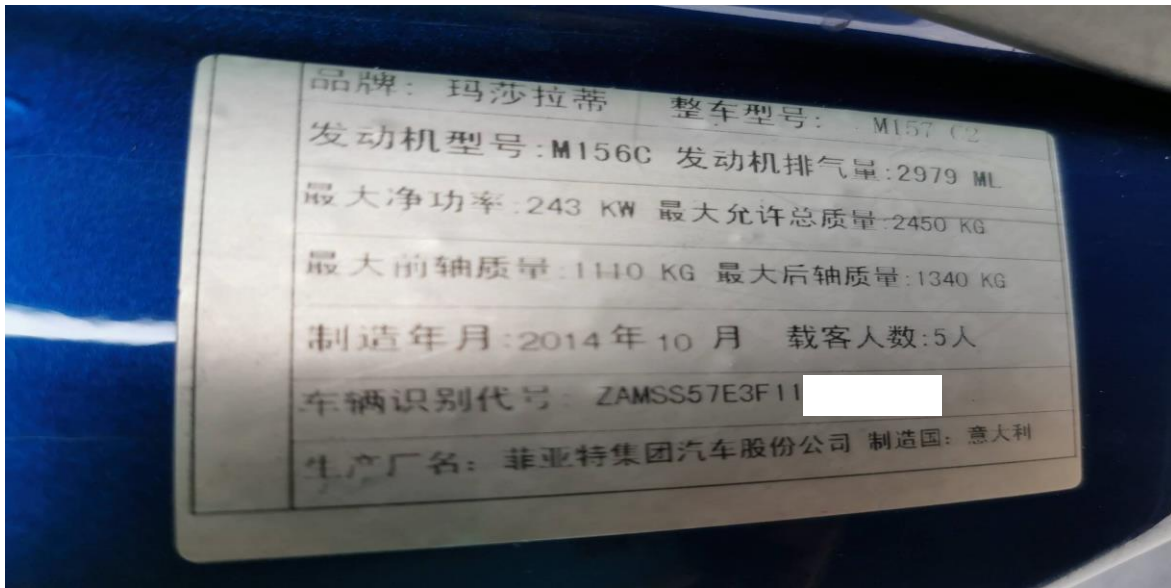 品牌: 玛莎拉蒂 整车型号: M157 C2
发动机型号:M156C 发动机排气量:2979 ML
最大净功率:243 KW 最大允许总质量:2450 KG
最大前轴质量:1110 KG 最大后轴质量:1340 KG
制造年月:2014年10月 载客人数:5人
车辆识别代号: ZAMSS57E3F11
生产厂名: 菲亚特集团汽车股份公司 制造国: 意大利